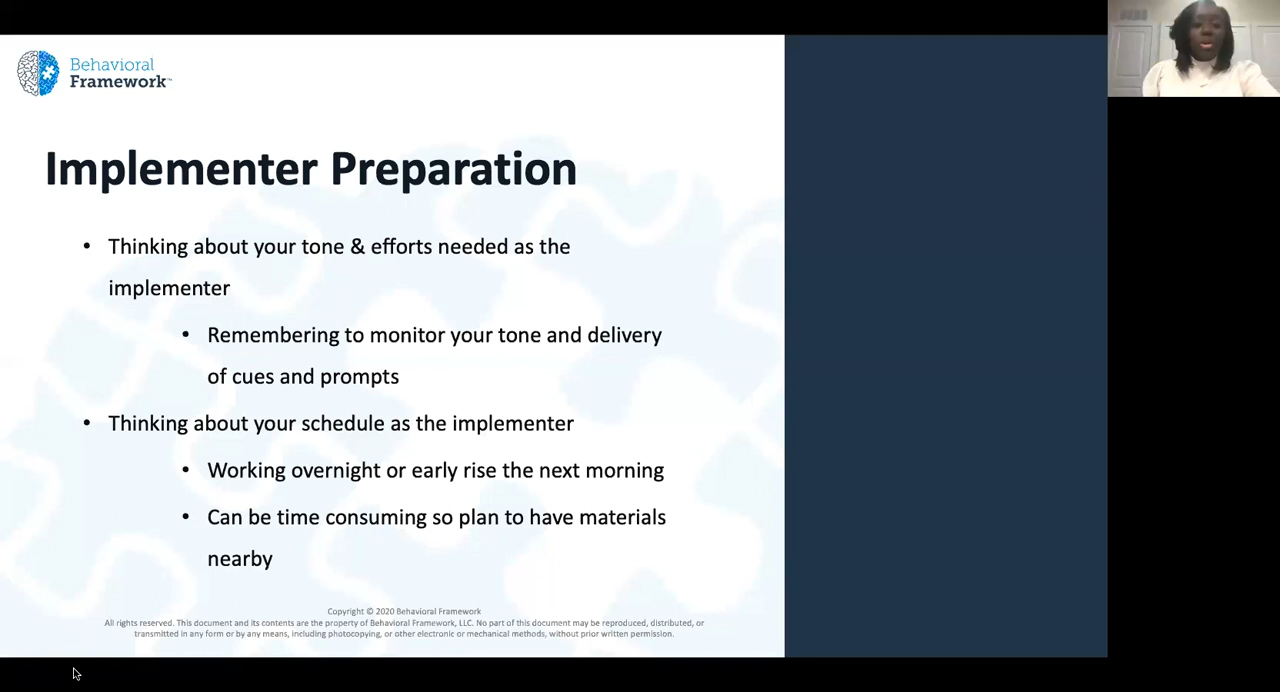 Behavioral
Framework™
Implementer Preparation
• Thinking about your tone & efforts needed as the
implementer
• Remembering to monitor your tone and delivery
of cues and prompts
• Thinking about your schedule as the implementer
• Working overnight or early rise the next morning
• Can be time consuming so plan to have materials
nearby
Copyright © 2020 Behavioral Framework
All rights reserved. This document and its contents are the property of Behavioral Framework, LLC. No part of this document may be reproduced, distributed, or
transmitted in any form or by any means, including photocopying, or other electronic or mechanical methods, without prior written permission.